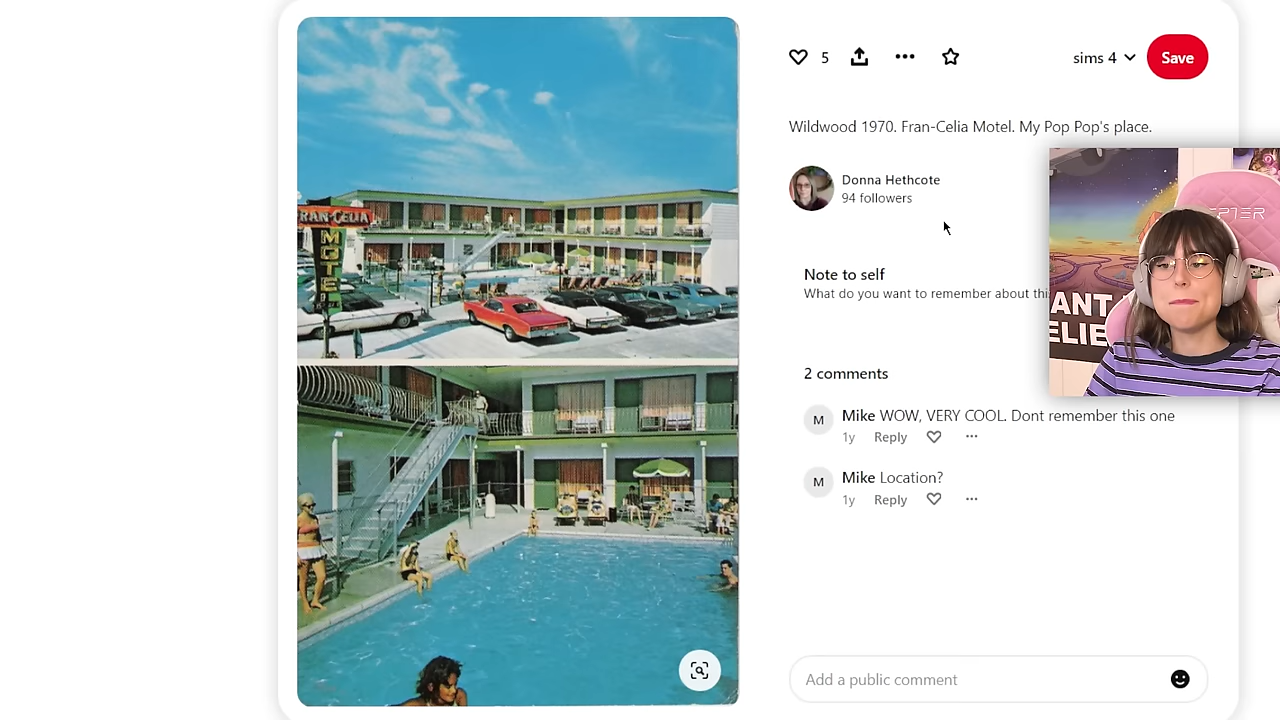 5
sims 4
Save
Wildwood 1970. Fran-Celia Motel. My Pop Pop's place.
Donna Hethcote
94 followers
Note to self
What do you want to remember about
2 comments
M
Mike WOW, VERY COOL. Dont remember this one
1y Reply
M
Mike Location?
1y Reply
Add a public comment
FRAN-CELIA
MOTEL
ANT
ELIE